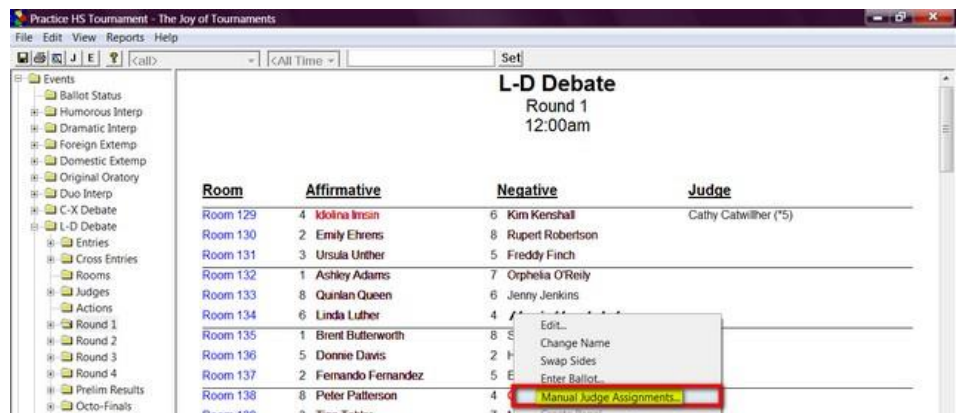 Practice HS Tournament - The Joy of Tournaments
File Edit View Reports Help
J E ? <all> <All Time Set
Events
Ballot Status
Humorous Interp
Dramatic Interp
Foreign Extemp
Domestic Extemp
Original Oratory
Duo Interp
C-X Debate
L-D Debate
Entries
Cross Entries
Rooms
Judges
Actions
Round 1
Round 2
Round 3
Round 4
Prelim Results
Octo-Finals
L-D Debate
Round 1
12:00am
Room Affirmative Negative Judge
Room 129 4 Idolina Imsin 6 Kim Kenshall Cathy Catwillher (*5)
Room 130 2 Emily Ehrens 8 Rupert Robertson
Room 131 3 Ursula Unther 5 Freddy Finch
Room 132 1 Ashley Adams 7 Orphelia O'Reily
Room 133 8 Quinlan Queen 6 Jenny Jenkins
Room 134 6 Linda Luther 4
Room 135 1 Brent Butterworth 8 S
Room 136 5 Donnie Davis 2 H
Room 137 2 Fernando Fernandez 5 E
Room 138 8 Peter Patterson 4
Edit...
Change Name
Swap Sides
Enter Ballot...
Manual Judge Assignments...